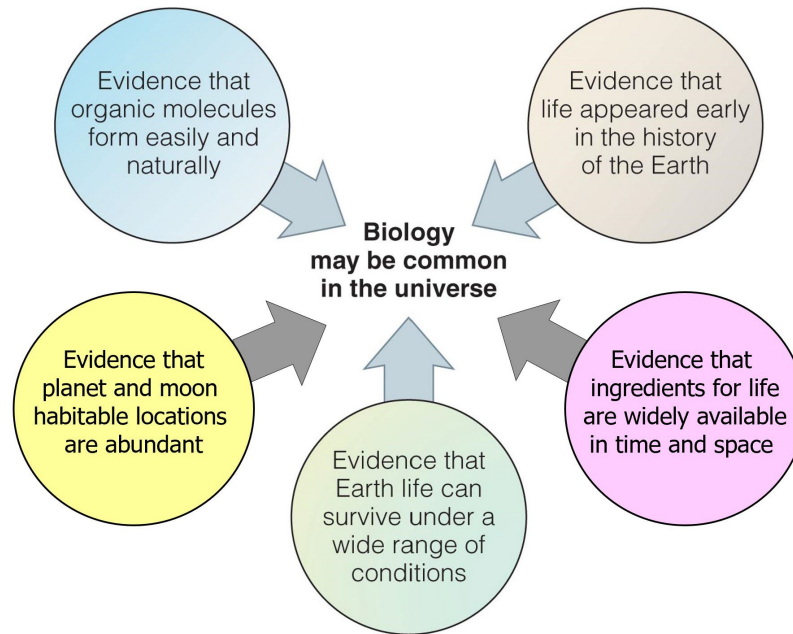 Evidence that
organic molecules
form easily and
naturally
Evidence that
life appeared early
in the history
of the Earth
Biology
may be common
in the universe
Evidence that
planet and moon
habitable locations
are abundant
Evidence that
ingredients for life
are widely available
in time and space
Evidence that
Earth life can
survive under a
wide range of
conditions